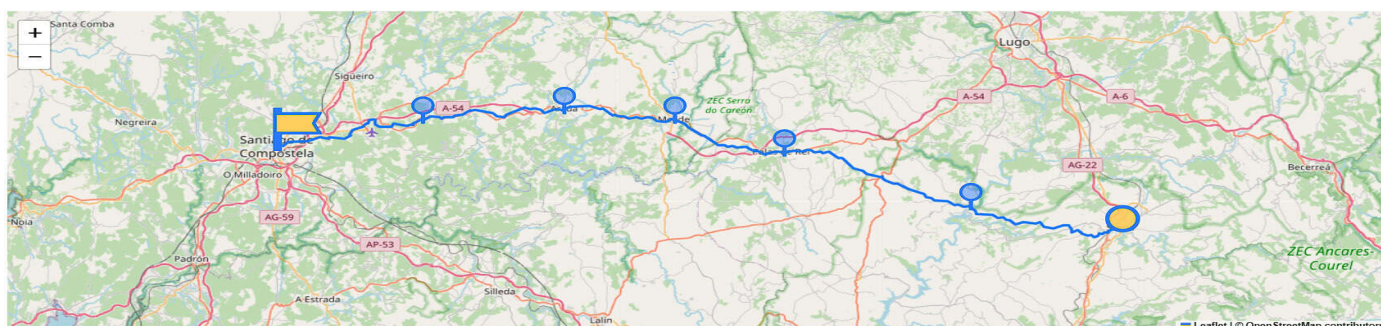 Santa Comba
+
−
Lugo
Sigueiro
ZEC Serra
do Careón
A-54
A-6
A-54
Negreira
Santiago de
Compostela
O Milladoiro
AG-22
Becerreá
Noia
AG-59
AP-53
Padrón
ZEC Ancares-
Courel
A Estrada
Silleda
Lalín
Leaflet | © OpenStreetMap contributors